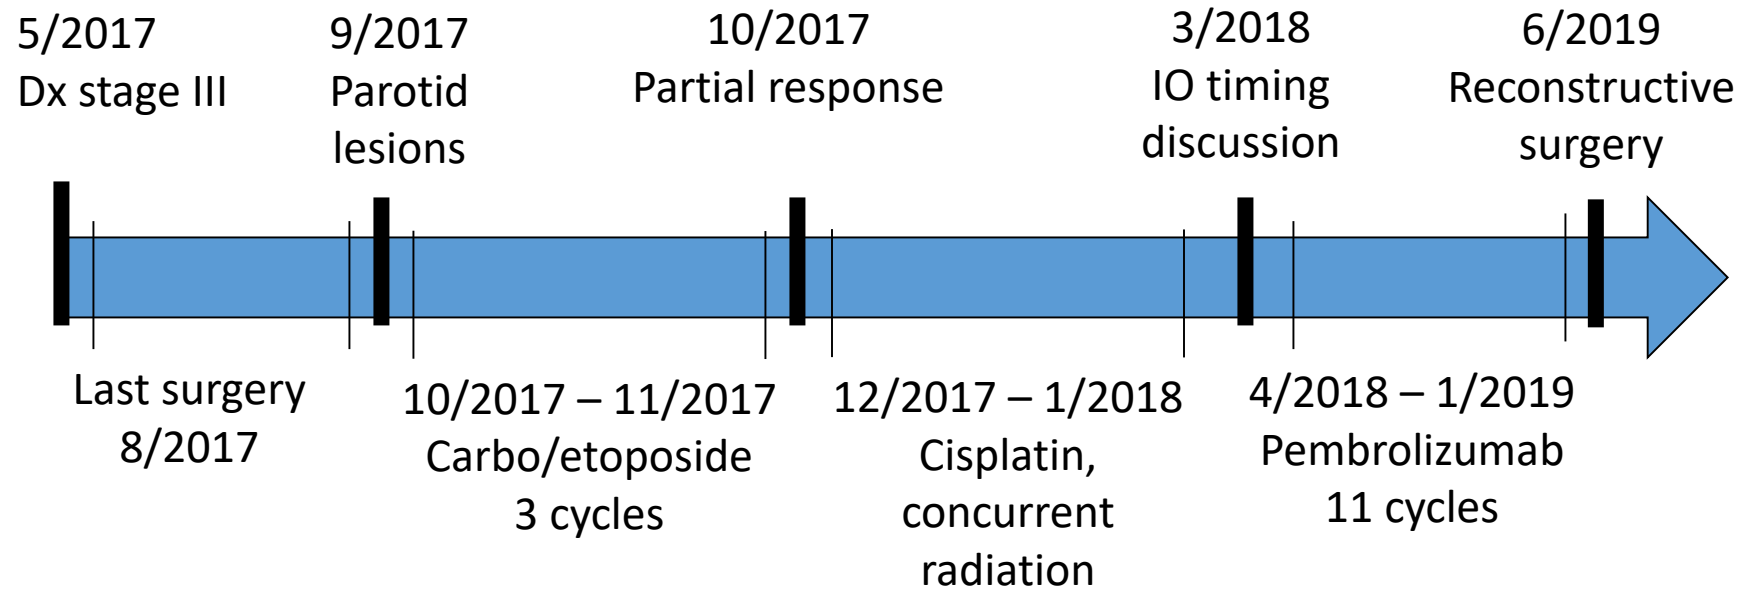 5/2017
Dx stage III
9/2017
Parotid
lesions
10/2017
Partial response
3/2018
IO timing
discussion
6/2019
Reconstructive
surgery
Last surgery
8/2017
10/2017 – 11/2017
Carbo/etoposide
3 cycles
12/2017 – 1/2018
Cisplatin,
concurrent
radiation
4/2018 – 1/2019
Pembrolizumab
11 cycles